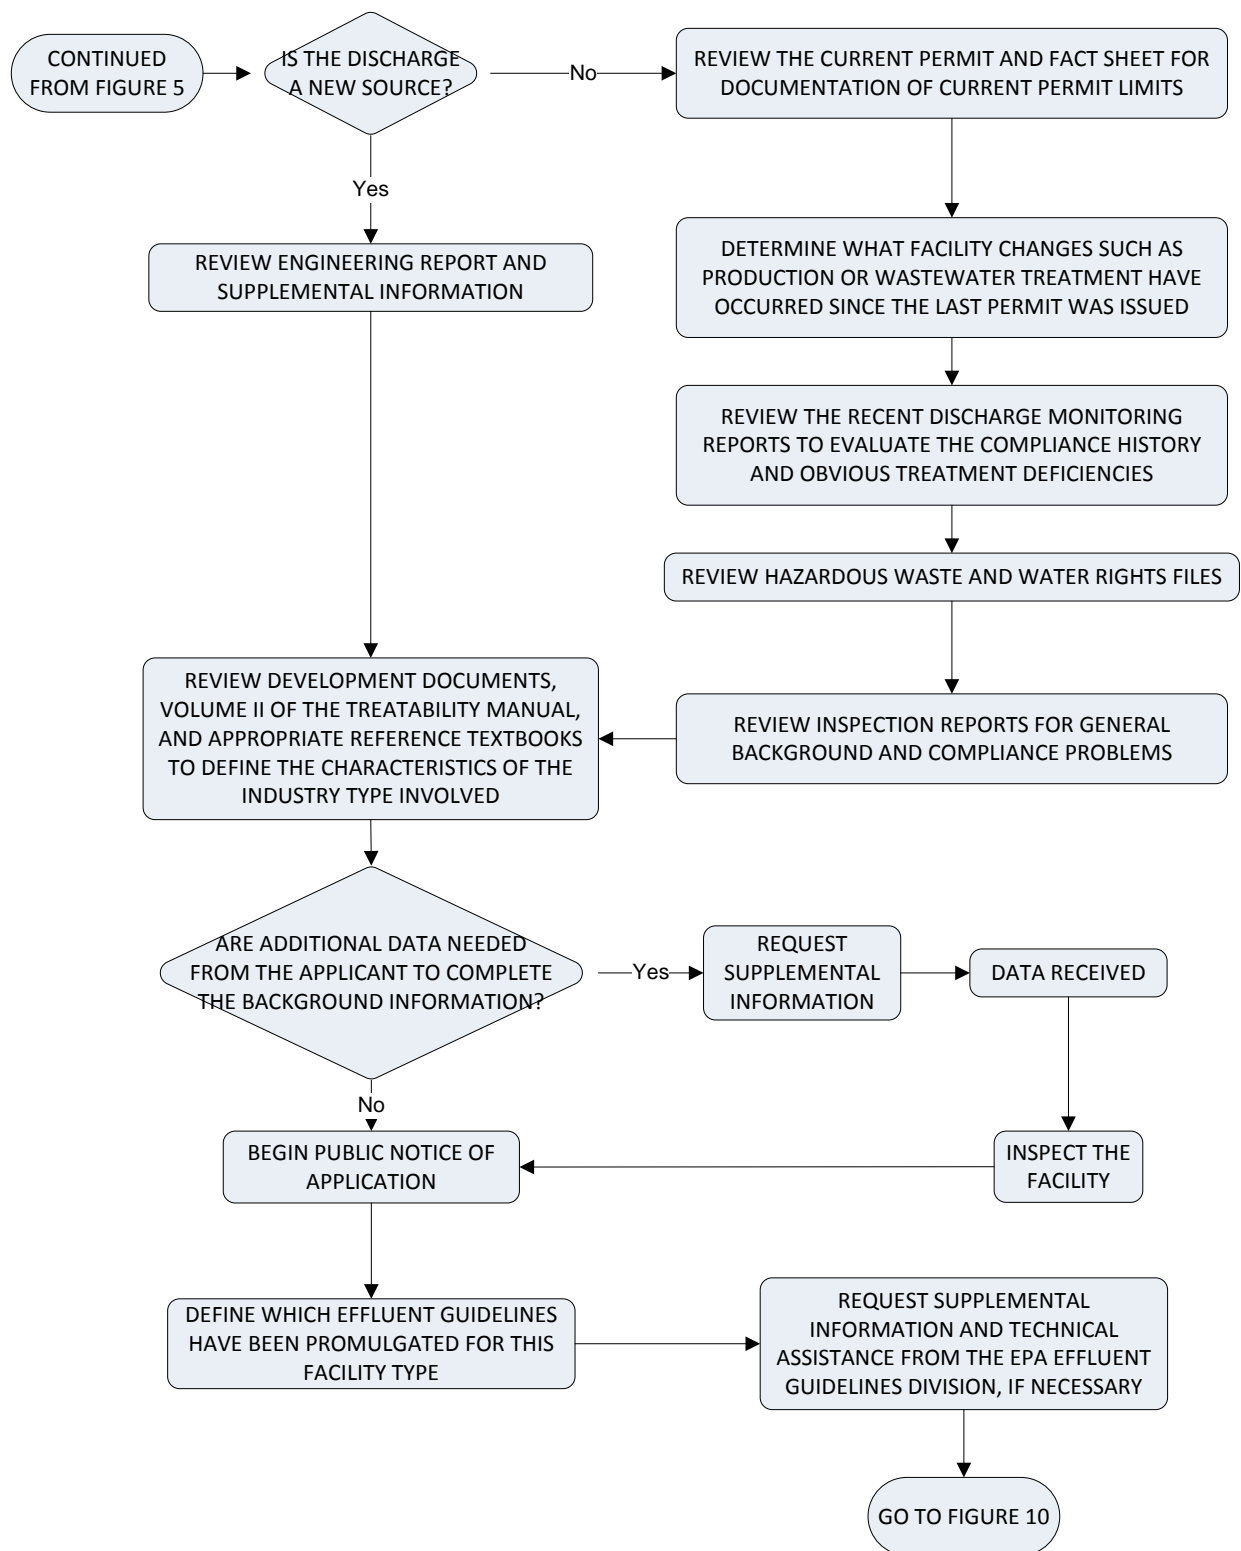 CONTINUED
FROM FIGURE 5
IS THE DISCHARGE
A NEW SOURCE?
No
REVIEW THE CURRENT PERMIT AND FACT SHEET FOR
DOCUMENTATION OF CURRENT PERMIT LIMITS
Yes
REVIEW ENGINEERING REPORT AND
SUPPLEMENTAL INFORMATION
DETERMINE WHAT FACILITY CHANGES SUCH AS
PRODUCTION OR WASTEWATER TREATMENT HAVE
OCCURRED SINCE THE LAST PERMIT WAS ISSUED
REVIEW THE RECENT DISCHARGE MONITORING
REPORTS TO EVALUATE THE COMPLIANCE HISTORY
AND OBVIOUS TREATMENT DEFICIENCIES
REVIEW HAZARDOUS WASTE AND WATER RIGHTS FILES
REVIEW INSPECTION REPORTS FOR GENERAL
BACKGROUND AND COMPLIANCE PROBLEMS
REVIEW DEVELOPMENT DOCUMENTS,
VOLUME II OF THE TREATABILITY MANUAL,
AND APPROPRIATE REFERENCE TEXTBOOKS
TO DEFINE THE CHARACTERISTICS OF THE
INDUSTRY TYPE INVOLVED
ARE ADDITIONAL DATA NEEDED
FROM THE APPLICANT TO COMPLETE
THE BACKGROUND INFORMATION?
Yes
REQUEST
SUPPLEMENTAL
INFORMATION
DATA RECEIVED
No
BEGIN PUBLIC NOTICE OF
APPLICATION
INSPECT THE
FACILITY
DEFINE WHICH EFFLUENT GUIDELINES
HAVE BEEN PROMULGATED FOR THIS
FACILITY TYPE
REQUEST SUPPLEMENTAL
INFORMATION AND TECHNICAL
ASSISTANCE FROM THE EPA EFFLUENT
GUIDELINES DIVISION, IF NECESSARY
GO TO FIGURE 10